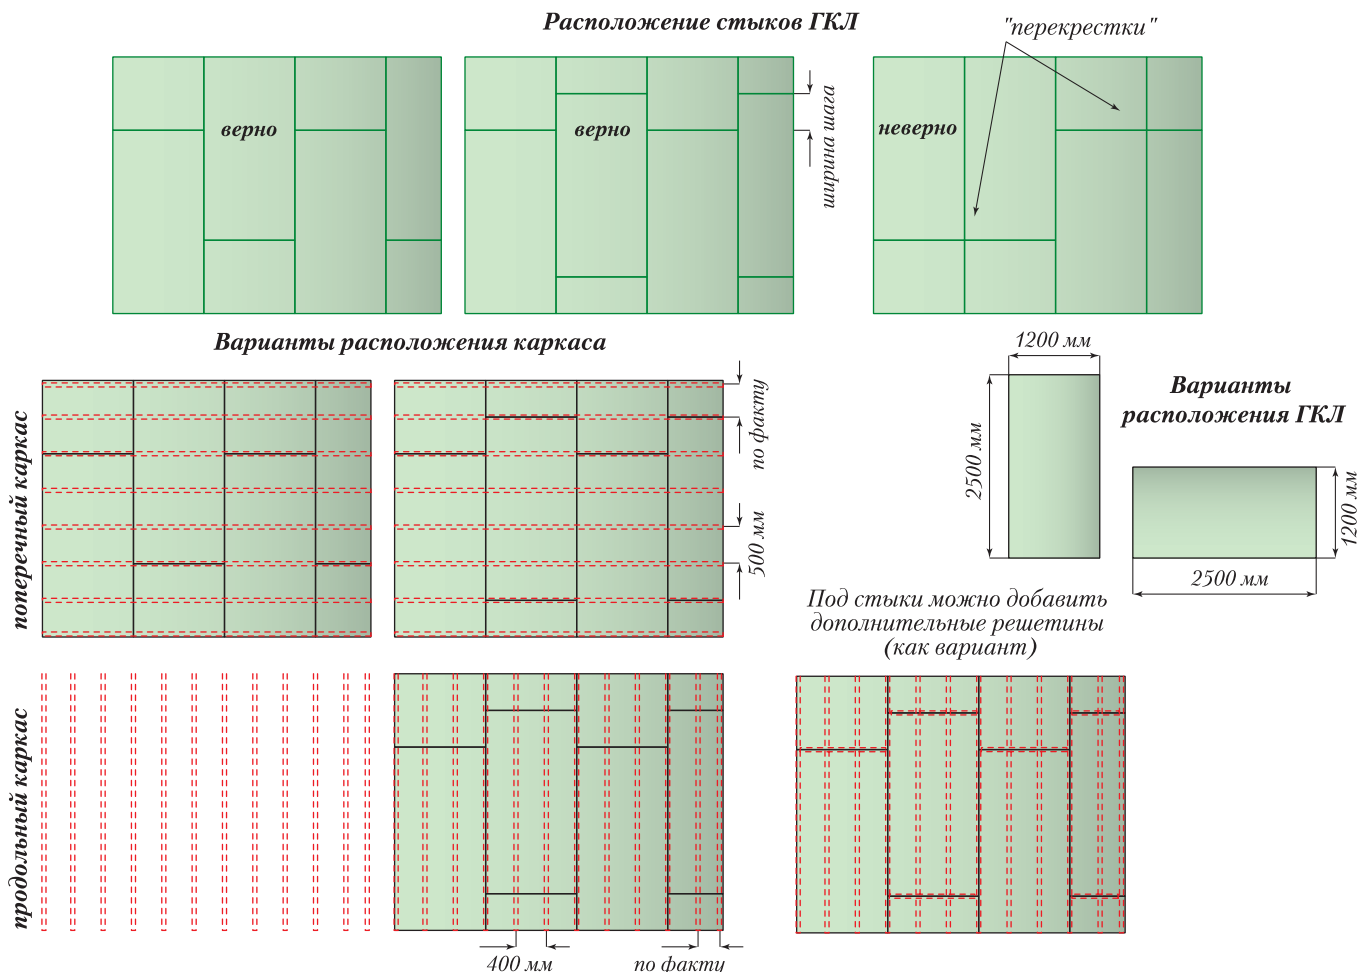 Расположение стыков ГКЛ
"перекрестки"
верно
верно
ширина шага
неверно
Варианты расположения каркаса
1200 мм
2500 мм
Варианты
расположения ГКЛ
1200 мм
2500 мм
поперечный каркас
по факту
500 мм
Под стыки можно добавить
дополнительные решетины
(как вариант)
продольный каркас
400 мм
по факту